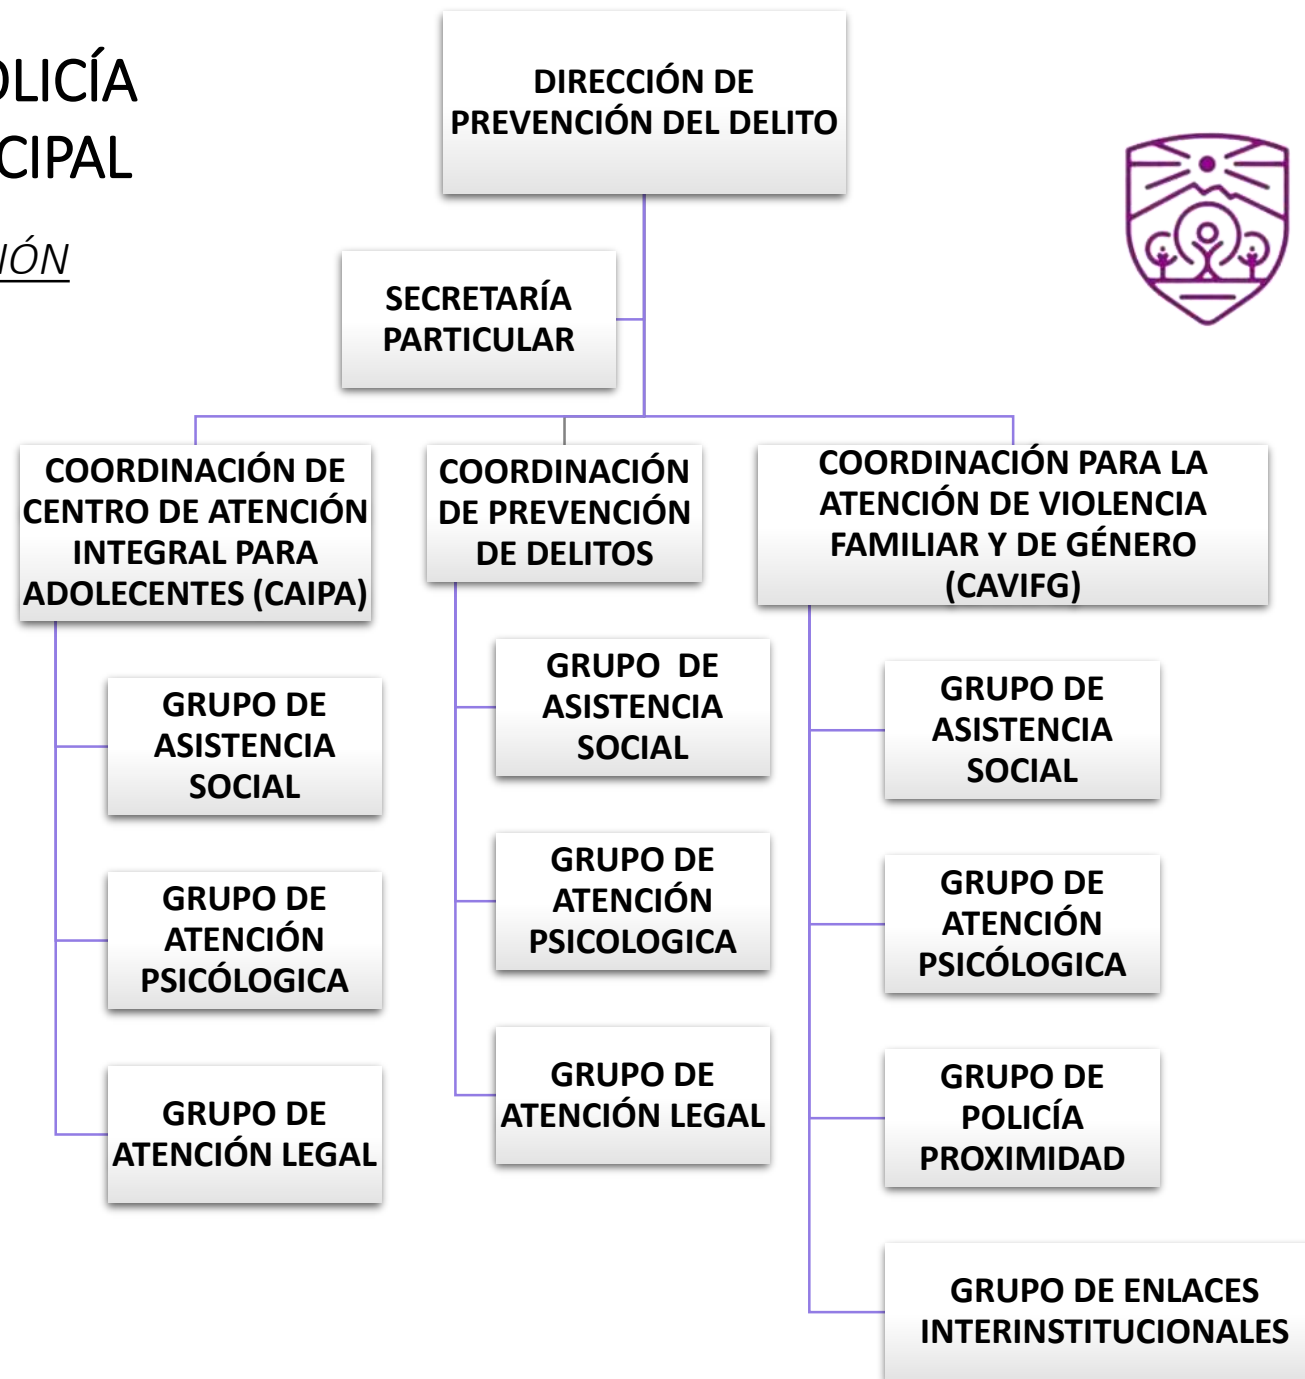 OLICÍA
CIPAL
IÓN
DIRECCIÓN DE
PREVENCIÓN DEL DELITO
SECRETARÍA
PARTICULAR
COORDINACIÓN DE
CENTRO DE ATENCIÓN
INTEGRAL PARA
ADOLECENTES (CAIPA)
GRUPO DE
ASISTENCIA
SOCIAL
GRUPO DE
ATENCIÓN
PSICÓLOGICA
GRUPO DE
ATENCIÓN LEGAL
COORDINACIÓN
DE PREVENCIÓN
DE DELITOS
GRUPO  DE
ASISTENCIA
SOCIAL
GRUPO DE
ATENCIÓN
PSICOLOGICA
GRUPO DE
ATENCIÓN LEGAL
COORDINACIÓN PARA LA
ATENCIÓN DE VIOLENCIA
FAMILIAR Y DE GÉNERO
(CAVIFG)
GRUPO DE
ASISTENCIA
SOCIAL
GRUPO DE
ATENCIÓN
PSICÓLOGICA
GRUPO DE
POLICÍA
PROXIMIDAD
GRUPO DE ENLACES
INTERINSTITUCIONALES